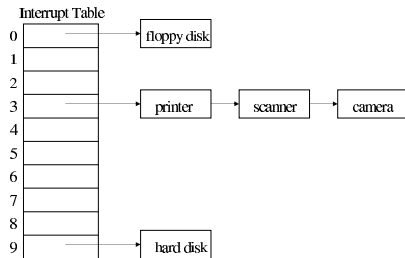 Interrupt Table
0
floppy disk
1
2
3
printer
scanner
camera
4
5
6
7
8
9
hard disk